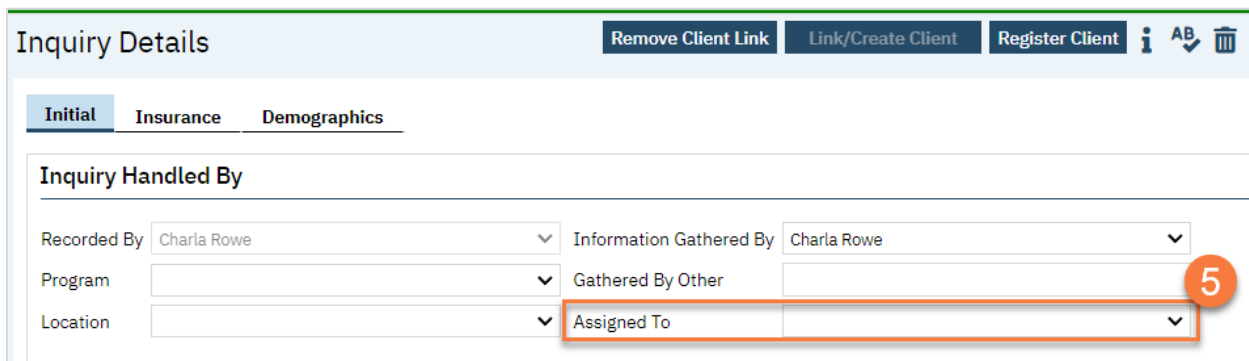 Inquiry Details Remove Client Link Link/Create Client Register Client i AB
Initial Insurance Demographics
Inquiry Handled By
Recorded By Charla Rowe Information Gathered By Charla Rowe
Program Gathered By Other
5
Location Assigned To